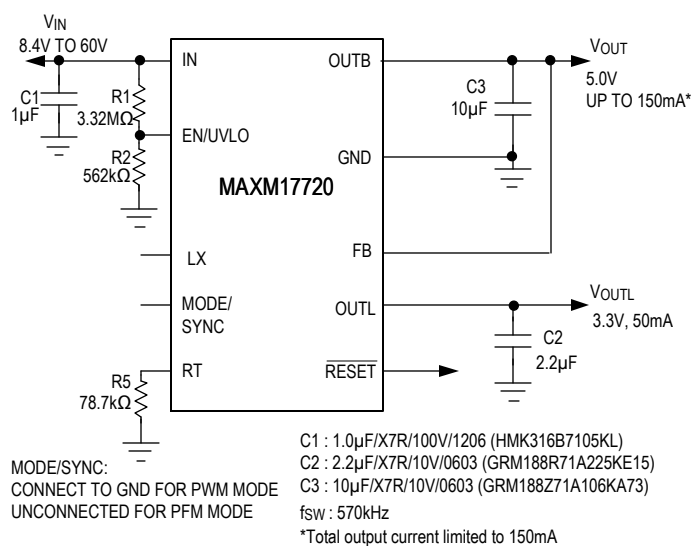 VIN
8.4V TO 60V
C1
1µF
R1
3.32MΩ
R2
562kΩ
IN
EN/UVLO
MAXM17720
LX
MODE/
SYNC
RT
R5
78.7kΩ
OUTB
GND
FB
OUTL
RESET
C3
10µF
VOUT
5.0V
UP TO 150mA*
VOUTL
3.3V, 50mA
C2
2.2µF
MODE/SYNC:
CONNECT TO GND FOR PWM MODE
UNCONNECTED FOR PFM MODE
C1 : 1.0µF/X7R/100V/1206 (HMK316B7105KL)
C2 : 2.2µF/X7R/10V/0603 (GRM188R71A225KE15)
C3 : 10µF/X7R/10V/0603 (GRM188Z71A106KA73)
fSW : 570kHz
*Total output current limited to 150mA